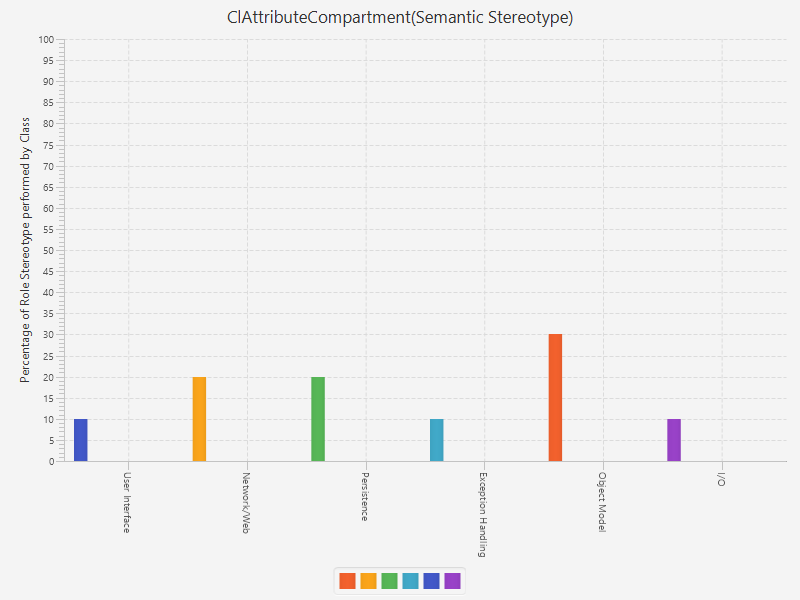 ClAttributeCompartment(Semantic Stereotype)
Percentage of Role Stereotype performed by Class
100
95
90
85
80
75
70
65
60
55
50
45
40
35
30
25
20
15
10
5
0
User Interface
Network/Web
Persistence
Exception Handling
Object Model
I/O